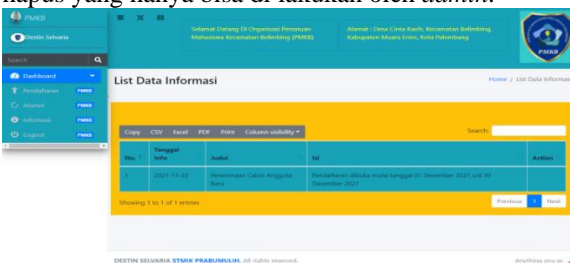 hapus yang hanya bisa di lakukan oleh admin.
PMKB
Selamat Datang Di Organisasi Persatuan
Mahasiswa Kecamatan Belimbing (PMKB)
Alamat : Desa Cinta Kasih, Kecamatan Belimbing,
Kabupaten Muara Enim, Kota Palembang
PMKB
Destin Selvaria
Search
Dashboard
Pendaftaran PMKB
Alumni PMKB
Informasi PMKB
Logout PMKB
List Data Informasi
Home / List Data Informasi
Copy CSV Excel PDF Print Column visibility
Search:
No. Tanggal Info Judul Isi Action
1 2021-11-22 Penerimaan Calon Anggota Baru Pendaftaran dibuka mulai tanggal 01 Desember 2021 s/d 30 Desember 2021
Showing 1 to 1 of 1 entries
Previous 1 Next
DESTIN SELVARIA STMIK PRABUMULIH. All rights reserved.
Anything you